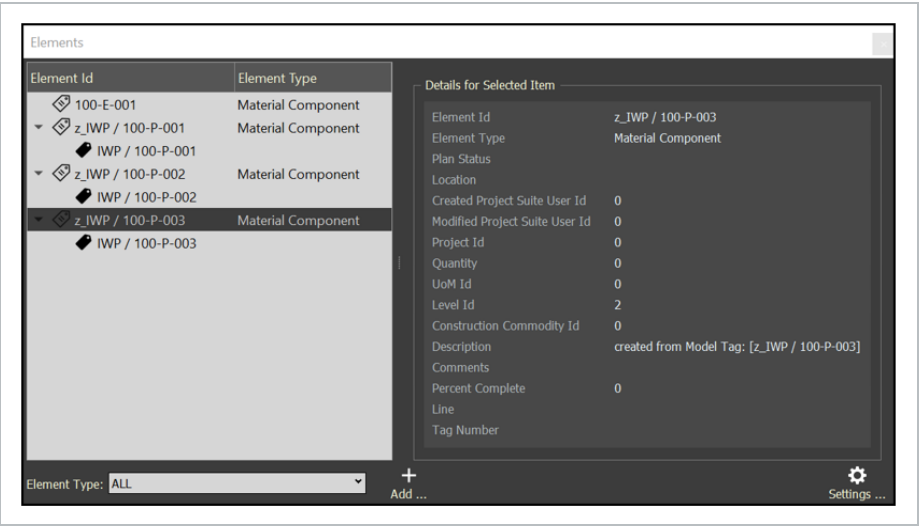 Elements
Element Id Element Type
100-E-001 Material Component
z_IWP / 100-P-001 Material Component
IWP / 100-P-001
z_IWP / 100-P-002 Material Component
IWP / 100-P-002
z_IWP / 100-P-003 Material Component
IWP / 100-P-003
Details for Selected Item
Element Id z_IWP / 100-P-003
Element Type Material Component
Plan Status
Location
Created Project Suite User Id 0
Modified Project Suite User Id 0
Project Id 0
Quantity 0
UoM Id 0
Level Id 2
Construction Commodity Id 0
Description created from Model Tag: [z_IWP / 100-P-003]
Comments
Percent Complete 0
Line
Tag Number
Element Type: ALL
Add ...
Settings ...